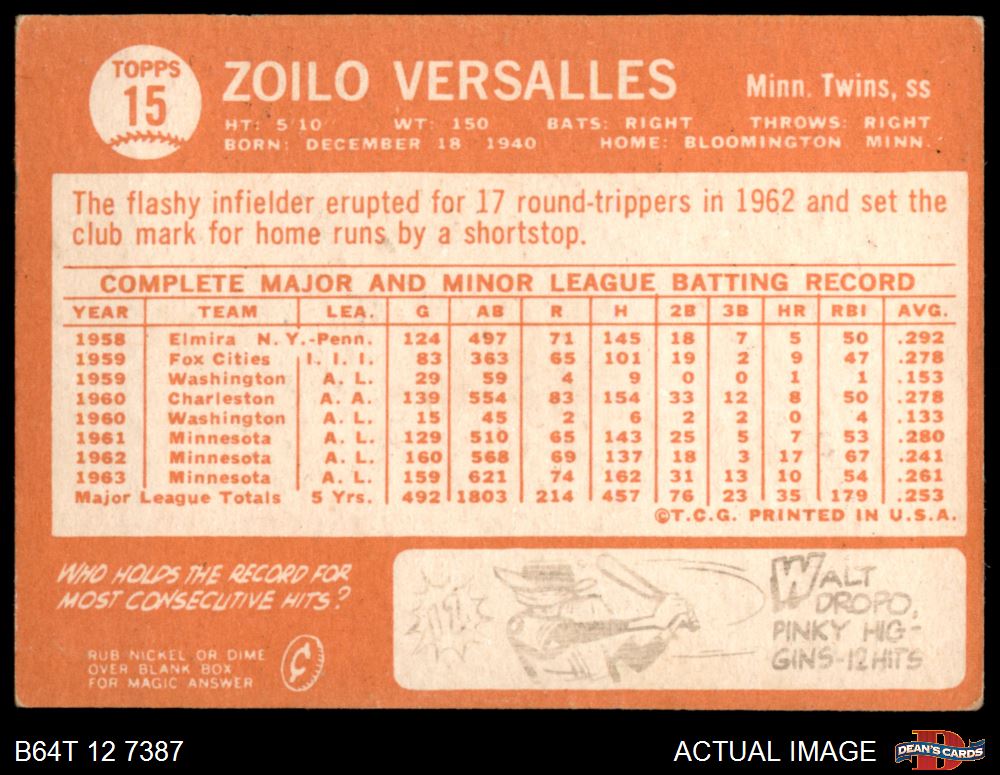 TOPPS
15
ZOILO VERSALLES
Minn. Twins, ss
HT: 5'10" WT: 150 BATS: RIGHT THROWS: RIGHT
BORN: DECEMBER 18 1940 HOME: BLOOMINGTON MINN.
The flashy infielder erupted for 17 round-trippers in 1962 and set the
club mark for home runs by a shortstop.
COMPLETE MAJOR AND MINOR LEAGUE BATTING RECORD
YEAR TEAM LEA. G AB R H 2B 3B HR RBI AVG.
1958 Elmira N. Y.-Penn. 124 497 71 145 18 7 5 50 .292
1959 Fox Cities I. I. I. 83 363 65 101 19 2 9 47 .278
1959 Washington A. L. 29 59 4 9 0 0 1 1 .153
1960 Charleston A. A. 139 554 83 154 33 12 8 50 .278
1960 Washington A. L. 15 45 2 6 2 2 0 4 .133
1961 Minnesota A. L. 129 510 65 143 25 5 7 53 .280
1962 Minnesota A. L. 160 568 69 137 18 3 17 67 .241
1963 Minnesota A. L. 159 621 74 162 31 13 10 54 .261
Major League Totals 5 Yrs. 492 1803 214 457 76 23 35 179 .253
©T.C.G. PRINTED IN U.S.A.
WHO HOLDS THE RECORD FOR
MOST CONSECUTIVE HITS?
RUB NICKEL OR DIME
OVER BLANK BOX
FOR MAGIC ANSWER
WALT
DROPO,
PINKY HIG-
GINS-12 HITS
B64T 12 7387
ACTUAL IMAGE
DEAN'S CARDS